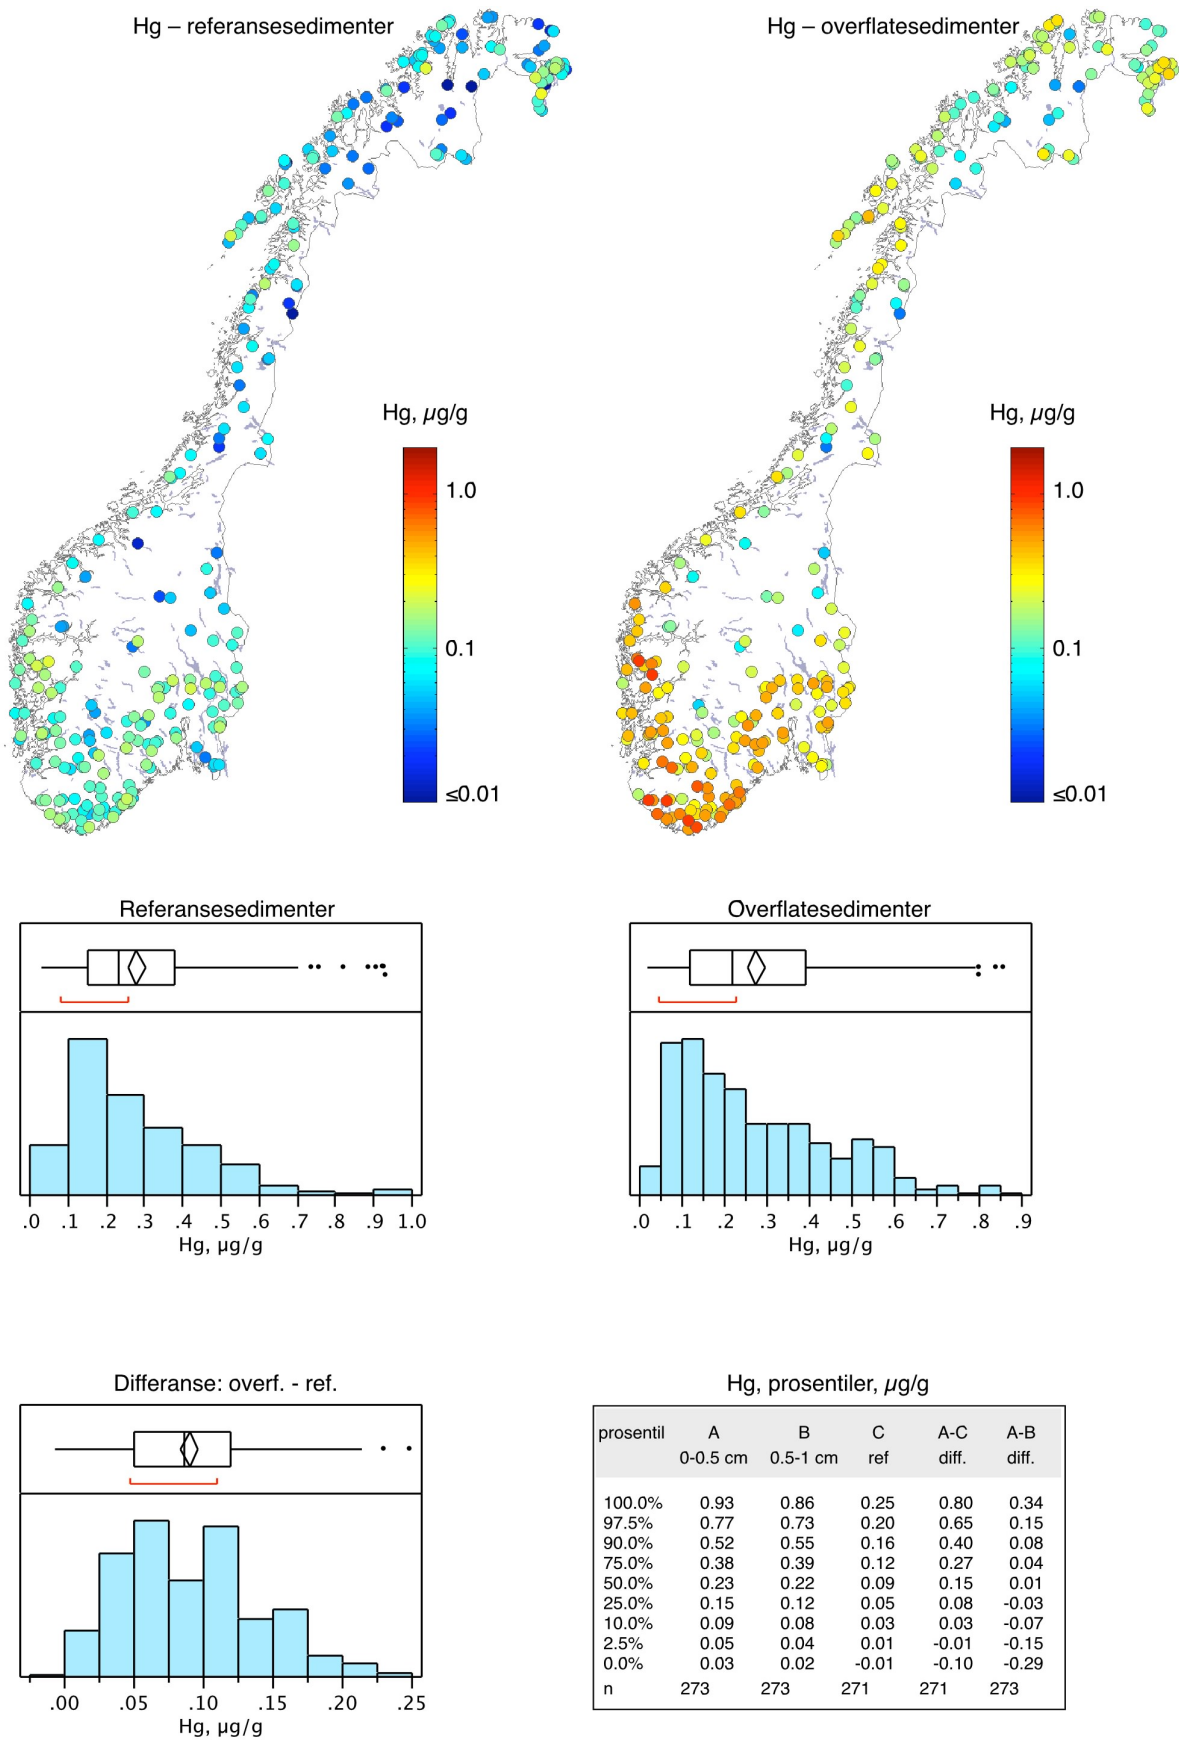 Hg – referansesedimenter
Hg – overflatesedimenter
Hg, µg/g
1.0
0.1
≤0.01
Hg, µg/g
1.0
0.1
≤0.01
Referansesedimenter
.0 .1 .2 .3 .4 .5 .6 .7 .8 .9 1.0
Hg, µg/g
Overflatesedimenter
.0 .1 .2 .3 .4 .5 .6 .7 .8 .9
Hg, µg/g
Differanse: overf. - ref.
.00 .05 .10 .15 .20 .25
Hg, µg/g
Hg, prosentiler, µg/g
prosentil A B C A-C A-B
0-0.5 cm 0.5-1 cm ref diff. diff.
100.0% 0.93 0.86 0.25 0.80 0.34
97.5% 0.77 0.73 0.20 0.65 0.15
90.0% 0.52 0.55 0.16 0.40 0.08
75.0% 0.38 0.39 0.12 0.27 0.04
50.0% 0.23 0.22 0.09 0.15 0.01
25.0% 0.15 0.12 0.05 0.08 -0.03
10.0% 0.09 0.08 0.03 0.03 -0.07
2.5% 0.05 0.04 0.01 -0.01 -0.15
0.0% 0.03 0.02 -0.01 -0.10 -0.29
n 273 273 271 271 273